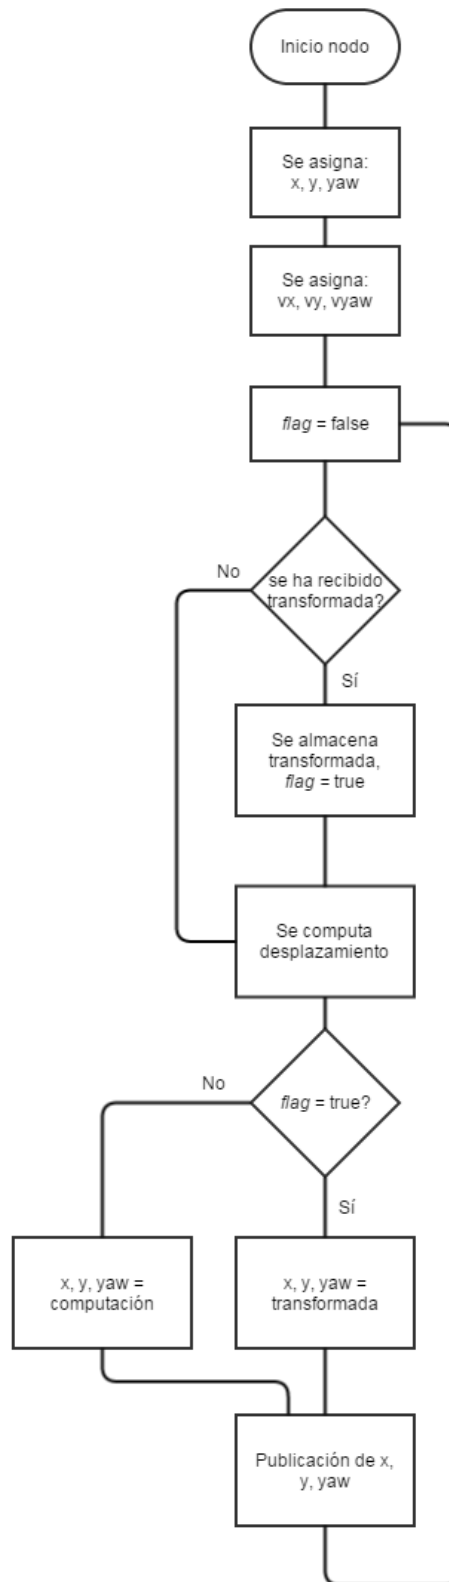 Inicio nodo
Se asigna:
x, y, yaw
Se asigna:
vx, vy, vyaw
flag = false
No
se ha recibido
transformada?
Sí
Se almacena
transformada,
flag = true
Se computa
desplazamiento
No
flag = true?
Sí
x, y, yaw =
computación
x, y, yaw =
transformada
Publicación de x,
y, yaw